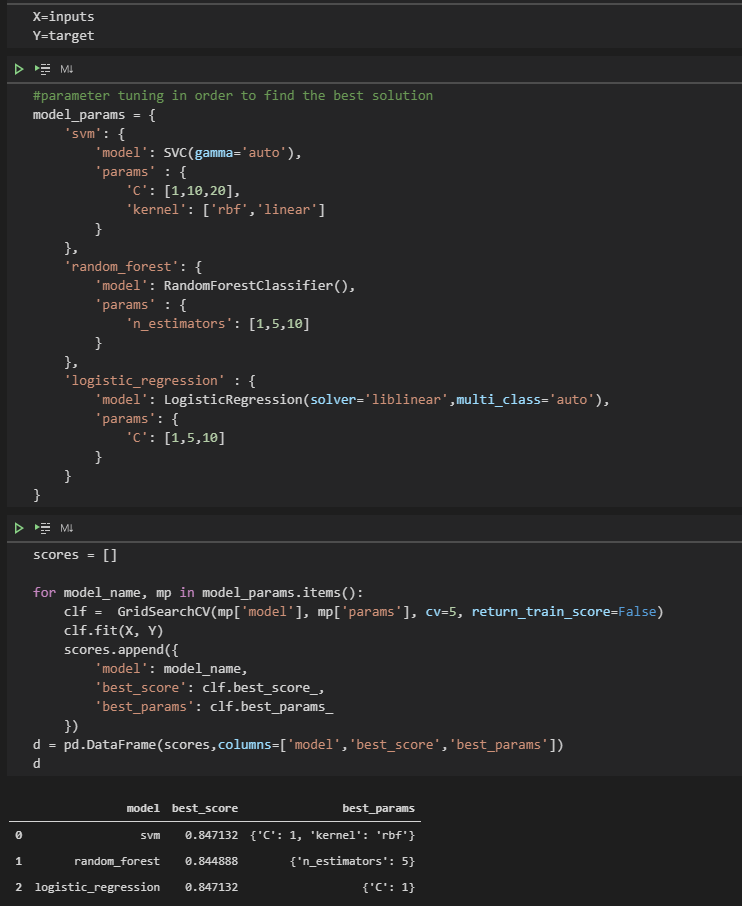 X=inputs
Y=target
M↓
#parameter tuning in order to find the best solution
model_params = {
    'svm': {
        'model': SVC(gamma='auto'),
        'params' : {
            'C': [1,10,20],
            'kernel': ['rbf','linear']
        }
    },
    'random_forest': {
        'model': RandomForestClassifier(),
        'params' : {
            'n_estimators': [1,5,10]
        }
    },
    'logistic_regression' : {
        'model': LogisticRegression(solver='liblinear',multi_class='auto'),
        'params': {
            'C': [1,5,10]
        }
    }
}
M↓
scores = []
for model_name, mp in model_params.items():
    clf =  GridSearchCV(mp['model'], mp['params'], cv=5, return_train_score=False)
    clf.fit(X, Y)
    scores.append({
        'model': model_name,
        'best_score': clf.best_score_,
        'best_params': clf.best_params_
    })
d = pd.DataFrame(scores,columns=['model','best_score','best_params'])
d
model best_score best_params
0 svm 0.847132 {'C': 1, 'kernel': 'rbf'}
1 random_forest 0.844888 {'n_estimators': 5}
2 logistic_regression 0.847132 {'C': 1}